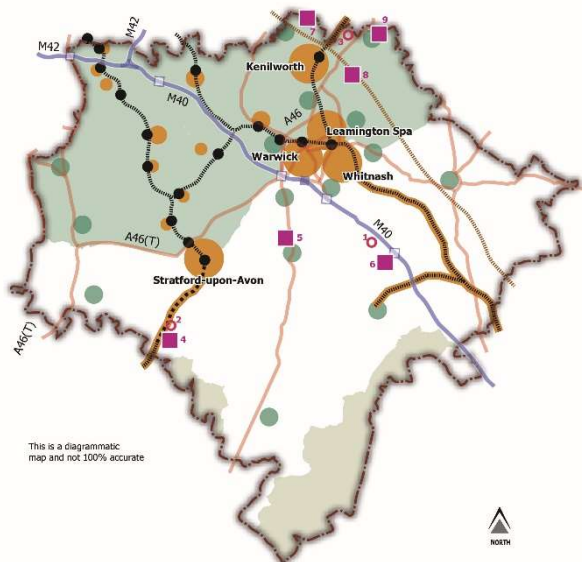 M42
M42
7
9
3
Kenilworth
8
M40
A46
Leamington Spa
Warwick
Whitnash
A46(T)
5
1
M40
6
Stratford-upon-Avon
2
A46(T)
4
This is a diagrammatic
map and not 100% accurate
NORTH